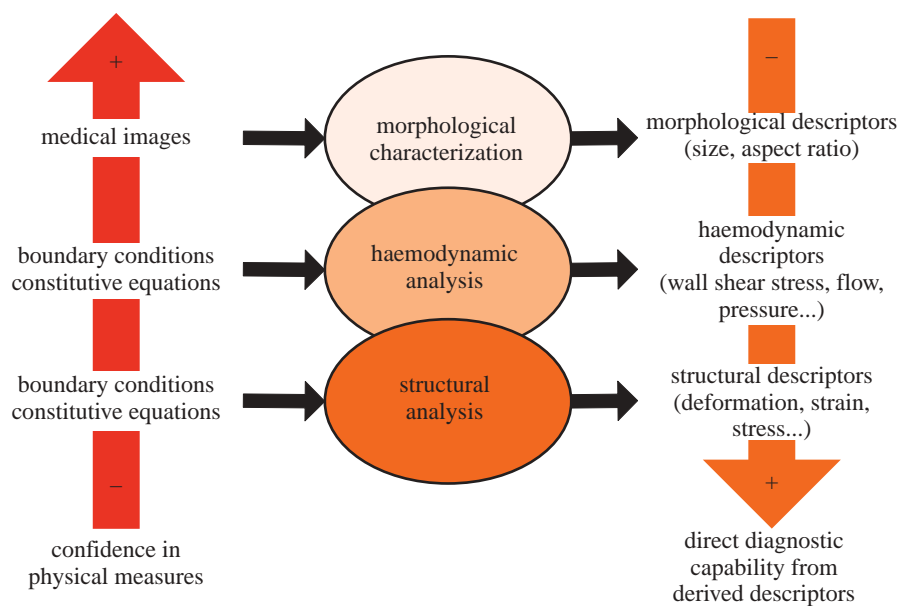 +
medical images
boundary conditions
constitutive equations
boundary conditions
constitutive equations
–
confidence in
physical measures
morphological
characterization
haemodynamic
analysis
structural
analysis
–
morphological descriptors
(size, aspect ratio)
haemodynamic
descriptors
(wall shear stress, flow,
pressure...)
structural descriptors
(deformation, strain,
stress...)
+
direct diagnostic
capability from
derived descriptors